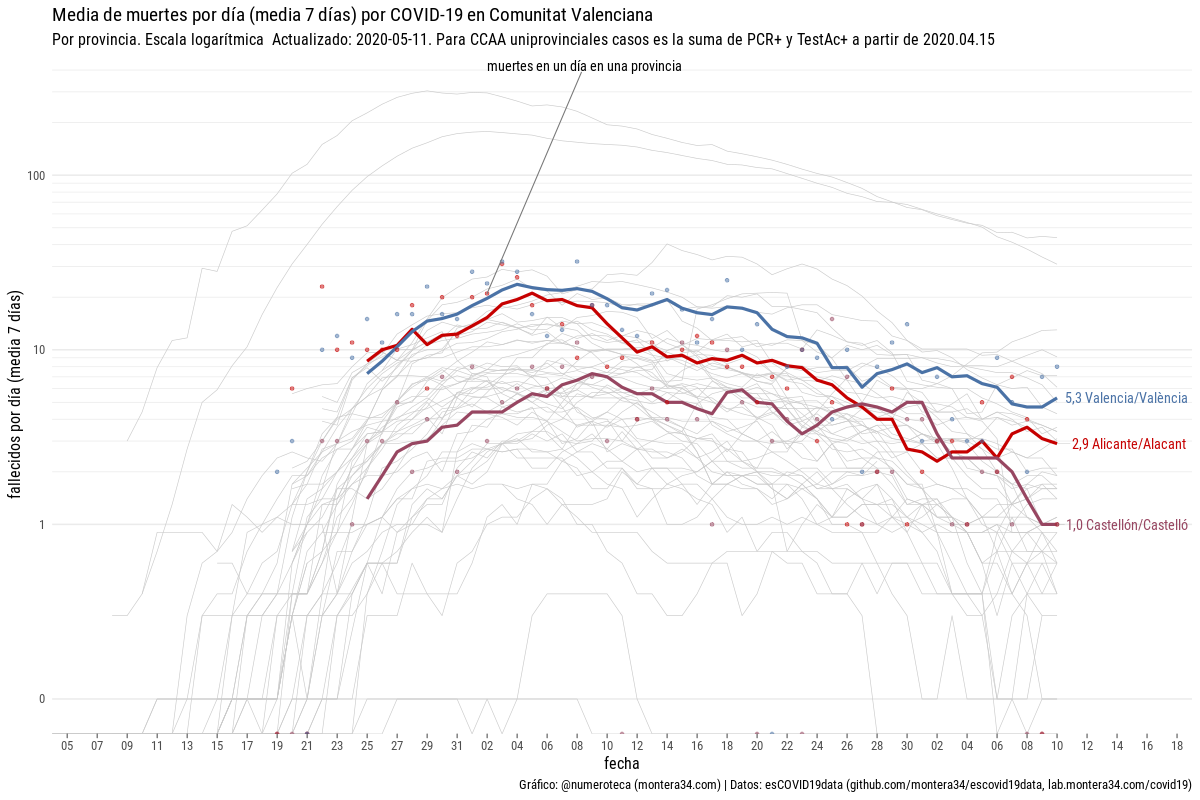 Media de muertes por día (media 7 días) por COVID-19 en Comunitat Valenciana
Por provincia. Escala logarítmica  Actualizado: 2020-05-11. Para CCAA uniprovinciales casos es la suma de PCR+ y TestAc+ a partir de 2020.04.15
muertes en un día en una provincia
fallecidos por día (media  7 días)
100
10
1
0
5,3 Valencia/València
2,9 Alicante/Alacant
1,0 Castellón/Castelló
05 07 09 11 13 15 17 19 21 23 25 27 29 31 02 04 06 08 10 12 14 16 18 20 22 24 26 28 30 02 04 06 08 10 12 14 16 18
fecha
Gráfico: @numeroteca (montera34.com) | Datos: esCOVID19data (github.com/montera34/escovid19data, lab.montera34.com/covid19)